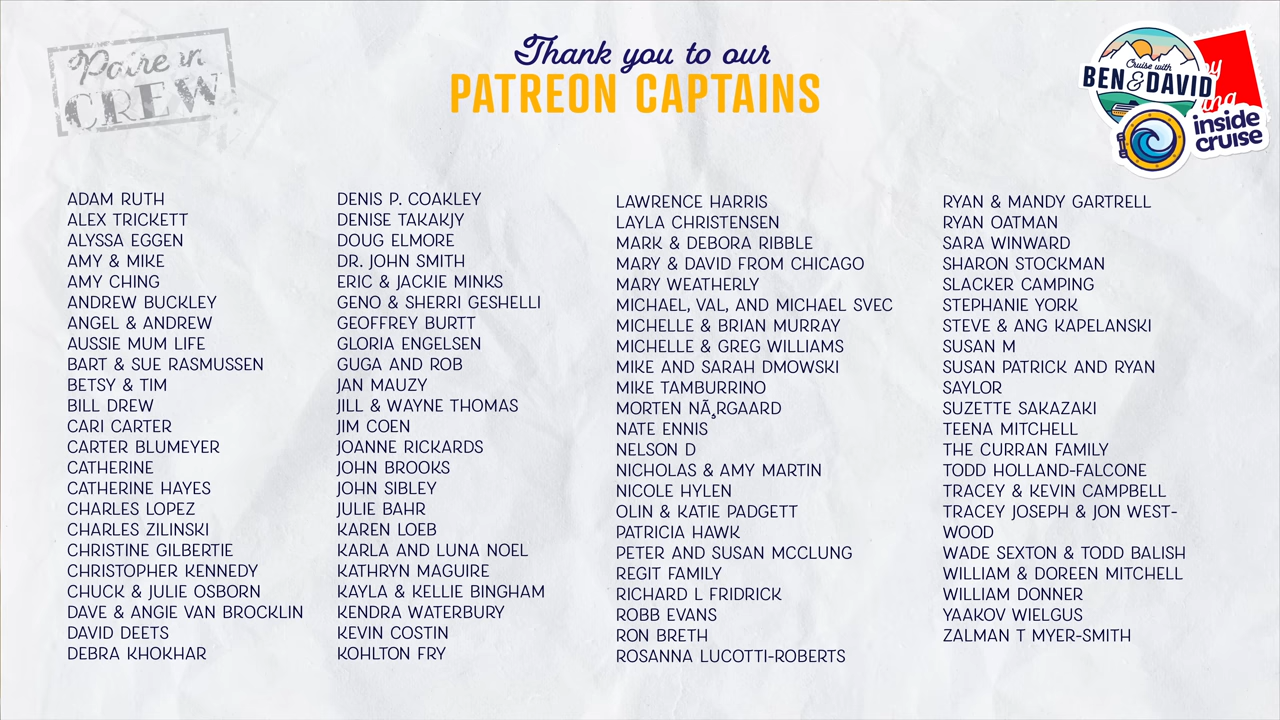 Paire in
CREW
Thank you to our
PATREON CAPTAINS
Cruise with
BEN & DAVID
inside
cruise
ADAM RUTH
ALEX TRICKETT
ALYSSA EGGEN
AMY & MIKE
AMY CHING
ANDREW BUCKLEY
ANGEL & ANDREW
AUSSIE MUM LIFE
BART & SUE RASMUSSEN
BETSY & TIM
BILL DREW
CARI CARTER
CARTER BLUMEYER
CATHERINE
CATHERINE HAYES
CHARLES LOPEZ
CHARLES ZILINSKI
CHRISTINE GILBERTIE
CHRISTOPHER KENNEDY
CHUCK & JULIE OSBORN
DAVE & ANGIE VAN BROCKLIN
DAVID DEETS
DEBRA KHOKHAR
DENIS P. COAKLEY
DENISE TAKAKJY
DOUG ELMORE
DR. JOHN SMITH
ERIC & JACKIE MINKS
GENO & SHERRI GESHELLI
GEOFFREY BURTT
GLORIA ENGELSEN
GUGA AND ROB
JAN MAUZY
JILL & WAYNE THOMAS
JIM COEN
JOANNE RICKARDS
JOHN BROOKS
JOHN SIBLEY
JULIE BAHR
KAREN LOEB
KARLA AND LUNA NOEL
KATHRYN MAGUIRE
KAYLA & KELLIE BINGHAM
KENDRA WATERBURY
KEVIN COSTIN
KOHLTON FRY
LAWRENCE HARRIS
LAYLA CHRISTENSEN
MARK & DEBORA RIBBLE
MARY & DAVID FROM CHICAGO
MARY WEATHERLY
MICHAEL, VAL, AND MICHAEL SVEC
MICHELLE & BRIAN MURRAY
MICHELLE & GREG WILLIAMS
MIKE AND SARAH DMOWSKI
MIKE TAMBURRINO
MORTEN NÃ¸RGAARD
NATE ENNIS
NELSON D
NICHOLAS & AMY MARTIN
NICOLE HYLEN
OLIN & KATIE PADGETT
PATRICIA HAWK
PETER AND SUSAN MCCLUNG
REGIT FAMILY
RICHARD L FRIDRICK
ROBB EVANS
RON BRETH
ROSANNA LUCOTTI-ROBERTS
RYAN & MANDY GARTRELL
RYAN OATMAN
SARA WINWARD
SHARON STOCKMAN
SLACKER CAMPING
STEPHANIE YORK
STEVE & ANG KAPELANSKI
SUSAN M
SUSAN PATRICK AND RYAN
SAYLOR
SUZETTE SAKAZAKI
TEENA MITCHELL
THE CURRAN FAMILY
TODD HOLLAND-FALCONE
TRACEY & KEVIN CAMPBELL
TRACEY JOSEPH & JON WEST-
WOOD
WADE SEXTON & TODD BALISH
WILLIAM & DOREEN MITCHELL
WILLIAM DONNER
YAAKOV WIELGUS
ZALMAN T MYER-SMITH